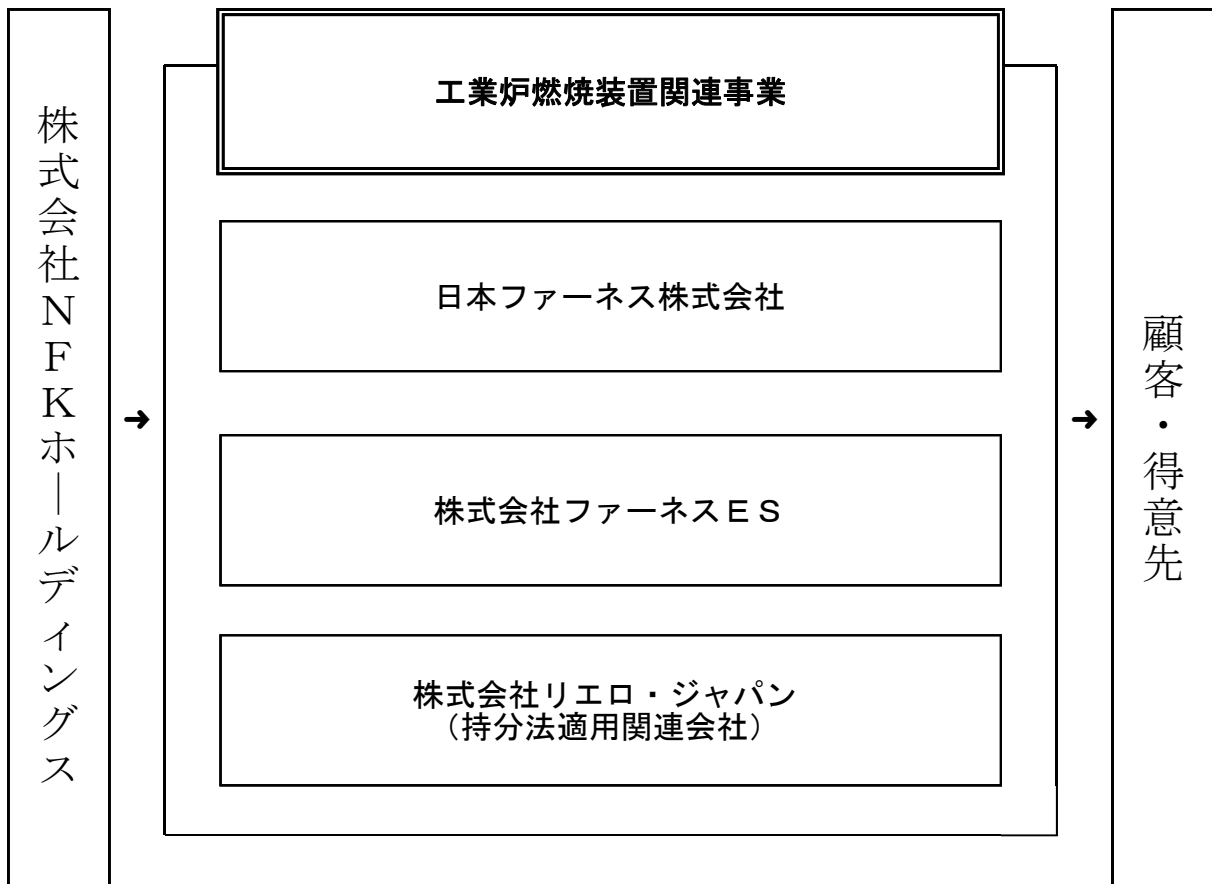 株式会社ＮＦＫホールディングス
工業炉燃焼装置関連事業
日本ファーネス株式会社
株式会社ファーネスＥＳ
株式会社リエロ・ジャパン
（持分法適用関連会社）
➜
➜
顧客・得意先